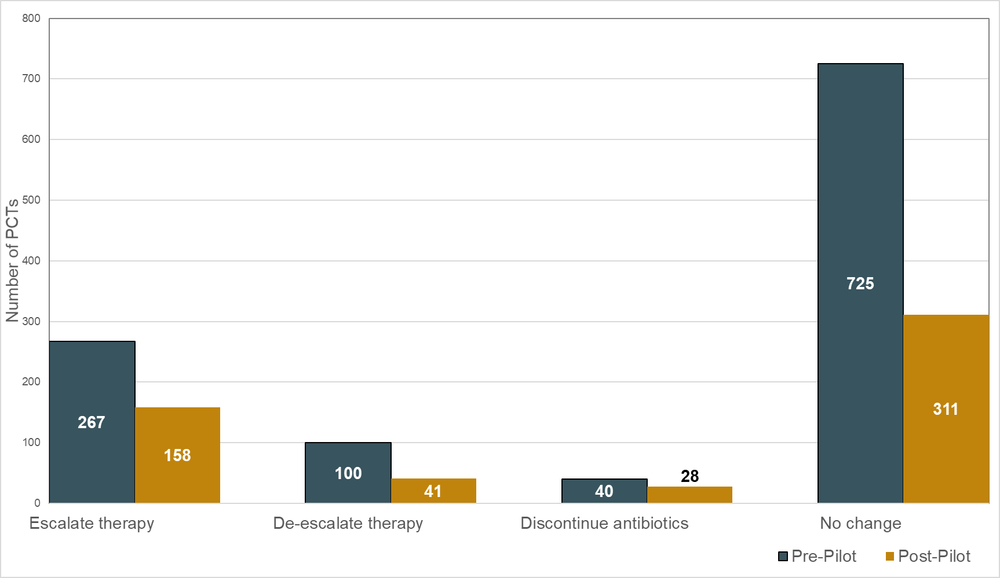 800
700
600
500
400
300
200
100
0
Number of PCTs
267
158
100
41
40
28
725
311
Escalate therapy
De-escalate therapy
Discontinue antibiotics
No change
Pre-Pilot
Post-Pilot